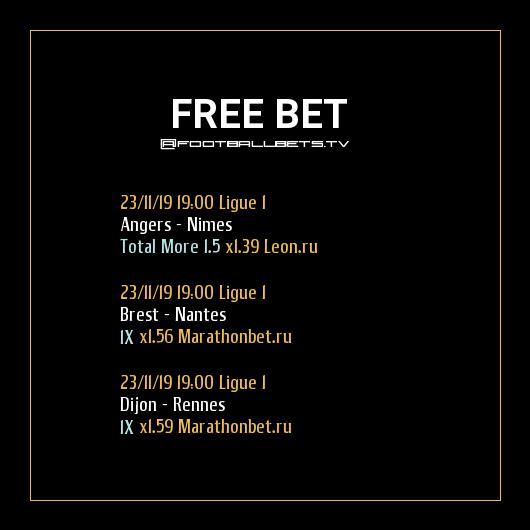 FREE BET
@FOOTBALLBETS.TV
23/11/19 19:00 Ligue 1
Angers - Nimes
Total More 1.5 x1.39 Leon.ru
23/11/19 19:00 Ligue 1
Brest - Nantes
1X x1.56 Marathonbet.ru
23/11/19 19:00 Ligue 1
Dijon - Rennes
1X x1.59 Marathonbet.ru